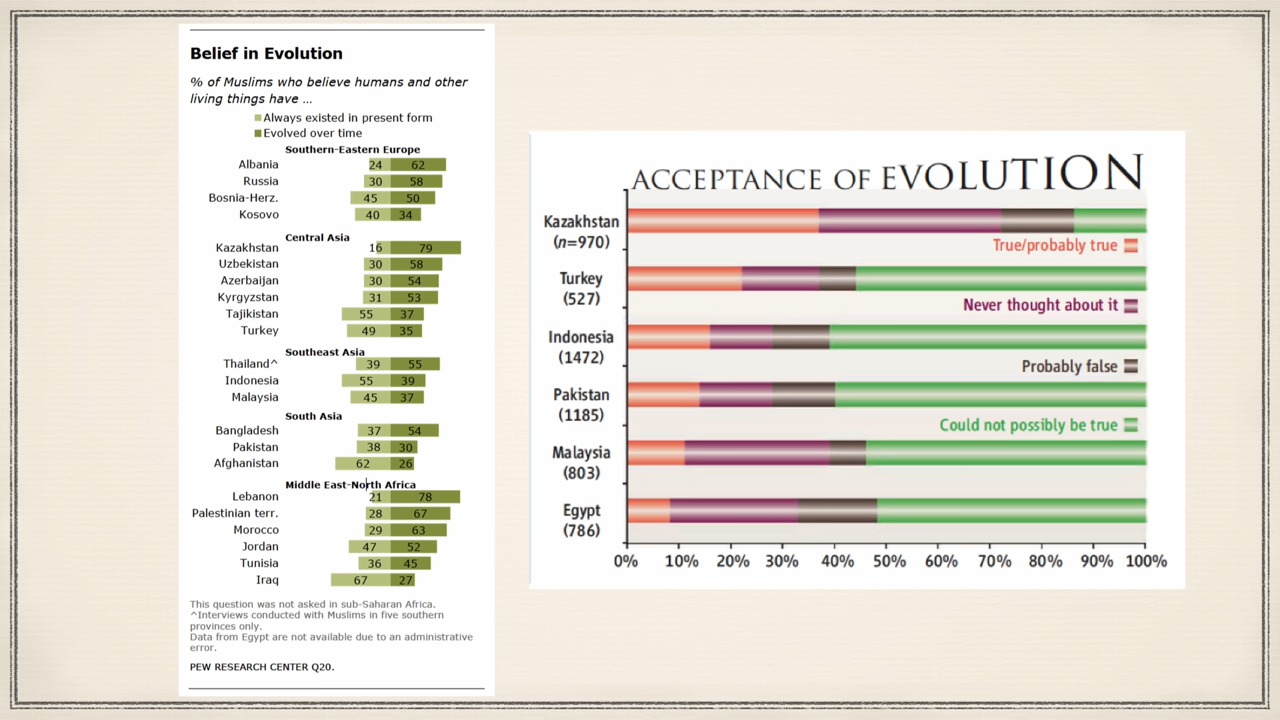 Belief in Evolution
% of Muslims who believe humans and other
living things have ...
Always existed in present form
Evolved over time
Southern-Eastern Europe
Albania 24 62
Russia 30 58
Bosnia-Herz. 45 50
Kosovo 40 34
Central Asia
Kazakhstan 16 79
Uzbekistan 30 58
Azerbaijan 30 54
Kyrgyzstan 31 53
Tajikistan 55 37
Turkey 49 35
Southeast Asia
Thailand^ 39 55
Indonesia 55 39
Malaysia 45 37
South Asia
Bangladesh 37 54
Pakistan 38 30
Afghanistan 62 26
Middle East-North Africa
Lebanon 21 78
Palestinian terr. 28 67
Morocco 29 63
Jordan 47 52
Tunisia 36 45
Iraq 67 27
This question was not asked in sub-Saharan Africa.
^Interviews conducted with Muslims in five southern
provinces only.
Data from Egypt are not available due to an administrative
error.
PEW RESEARCH CENTER Q20.
ACCEPTANCE OF EVOLUTION
Kazakhstan
(n=970)
True/probably true
Turkey
(527)
Never thought about it
Indonesia
(1472)
Probably false
Pakistan
(1185)
Could not possibly be true
Malaysia
(803)
Egypt
(786)
0% 10% 20% 30% 40% 50% 60% 70% 80% 90% 100%